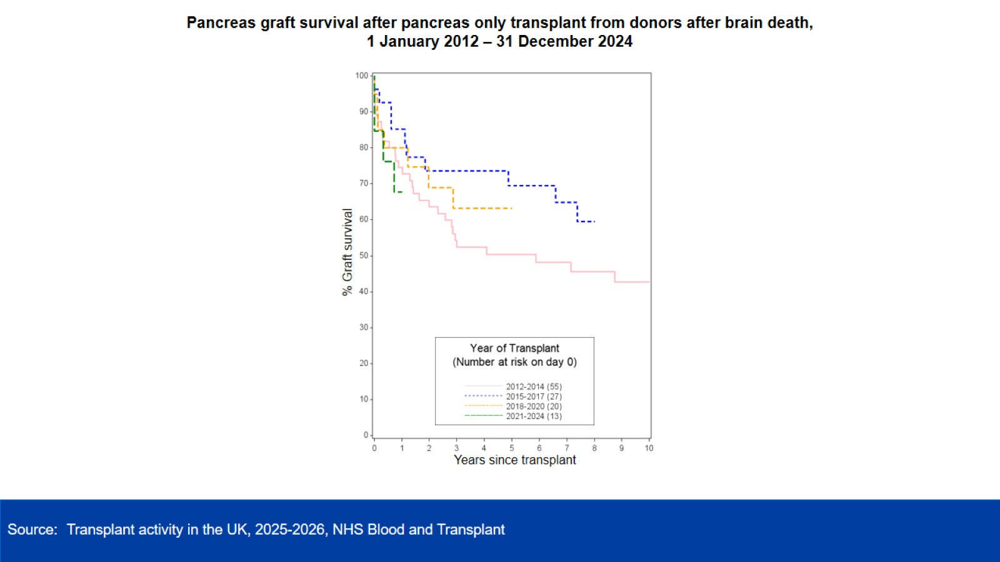 Pancreas graft survival after pancreas only transplant from donors after brain death,
1 January 2012 – 31 December 2024
100
90
80
70
60
50
40
30
20
10
0
% Graft survival
Year of Transplant
(Number at risk on day 0)
2012-2014 (55)
2015-2017 (27)
2018-2020 (20)
2021-2024 (13)
0 1 2 3 4 5 6 7 8 9 10
Years since transplant
Source: Transplant activity in the UK, 2025-2026, NHS Blood and Transplant